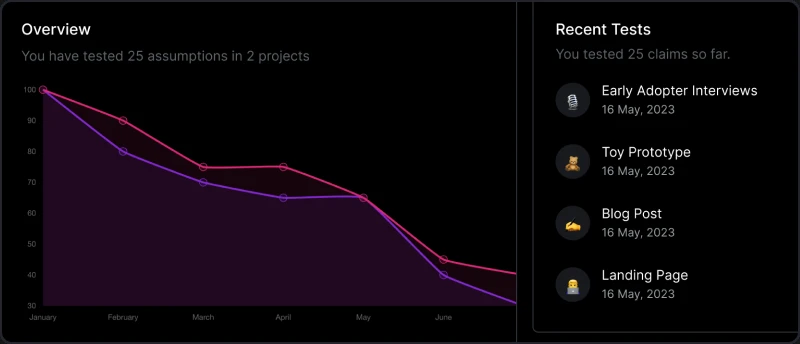 Overview
You have tested 25 assumptions in 2 projects
100
90
80
70
60
50
40
30
January February March April May June
Recent Tests
You tested 25 claims so far.
Early Adopter Interviews
16 May, 2023
Toy Prototype
16 May, 2023
Blog Post
16 May, 2023
Landing Page
16 May, 2023